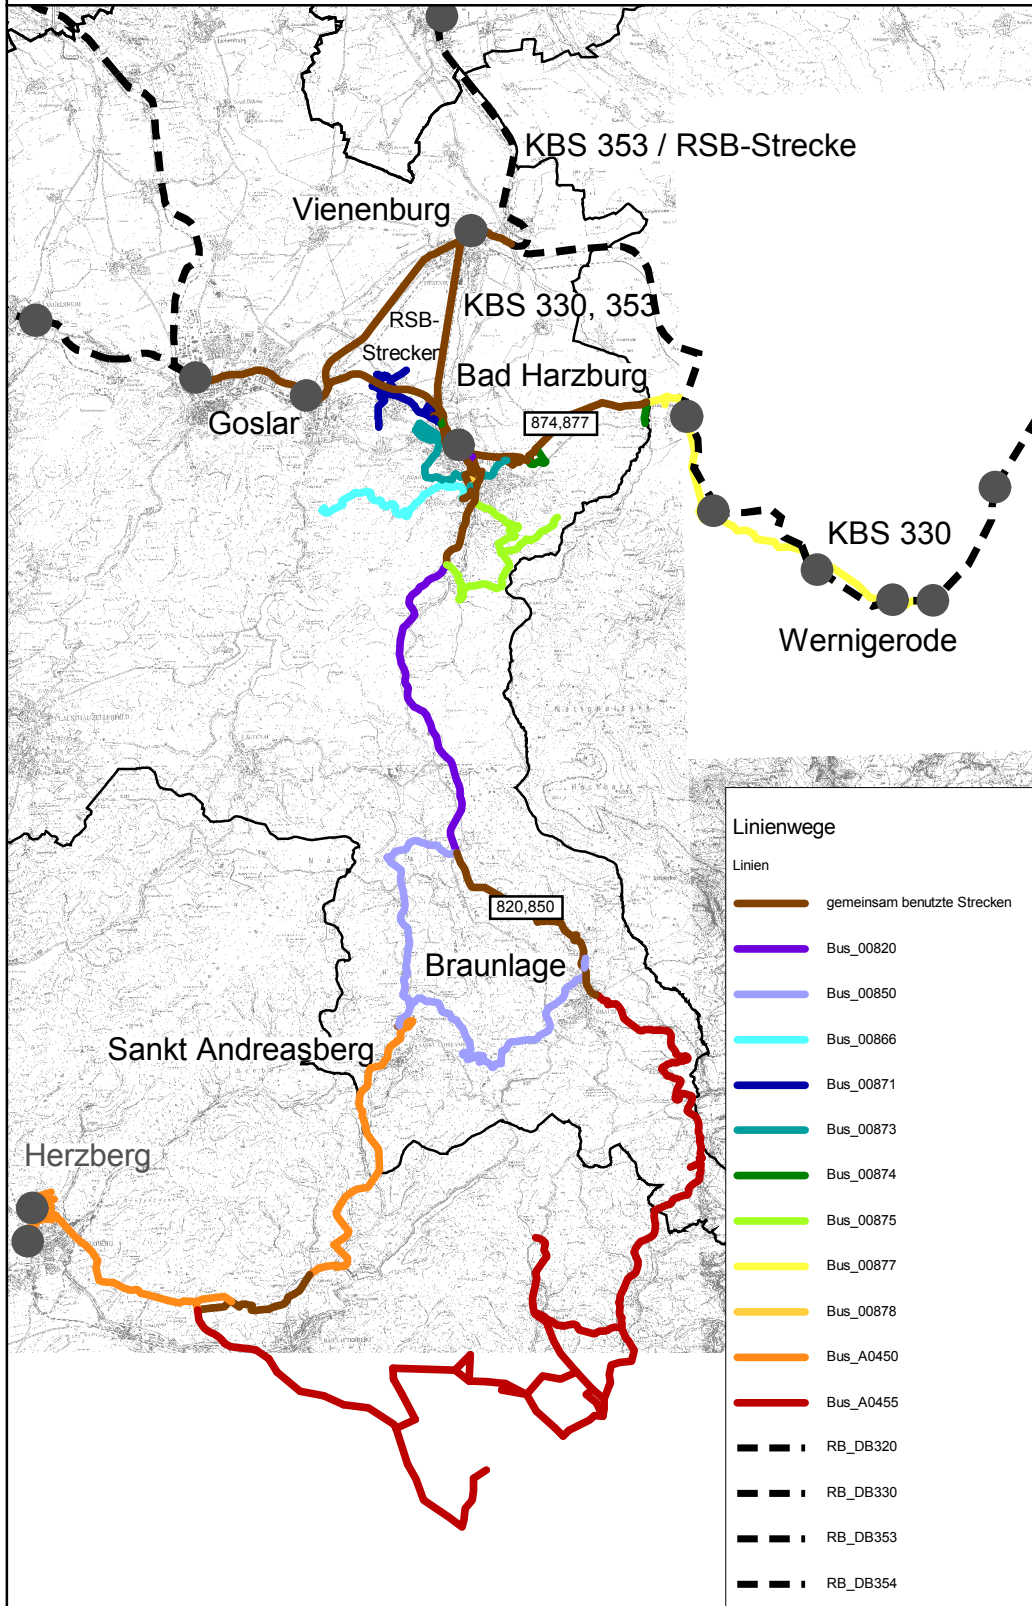 KBS 353 / RSB-Strecke
Vienenburg
KBS 330, 353
RSB-
Strecken
Bad Harzburg
Goslar
874,877
KBS 330
Wernigerode
820,850
Braunlage
Sankt Andreasberg
Herzberg
Linienwege
Linien
gemeinsam benutzte Strecken
Bus_00820
Bus_00850
Bus_00866
Bus_00871
Bus_00873
Bus_00874
Bus_00875
Bus_00877
Bus_00878
Bus_A0450
Bus_A0455
RB_DB320
RB_DB330
RB_DB353
RB_DB354